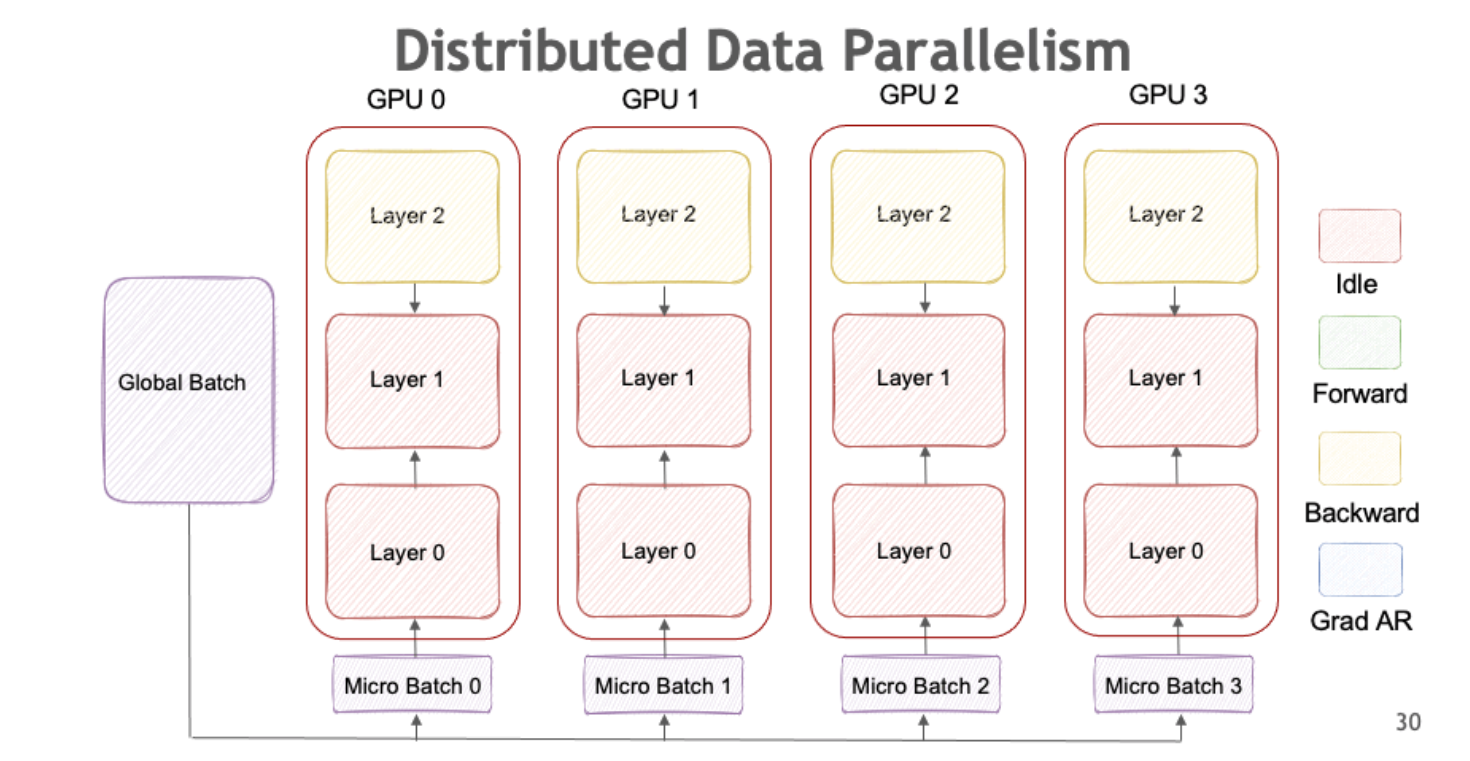 Distributed Data Parallelism
GPU 0
GPU 1
GPU 2
GPU 3
Layer 2
Layer 2
Layer 2
Layer 2
Idle
Global Batch
Layer 1
Layer 1
Layer 1
Layer 1
Forward
Backward
Layer 0
Layer 0
Layer 0
Layer 0
Grad AR
Micro Batch 0
Micro Batch 1
Micro Batch 2
Micro Batch 3
30